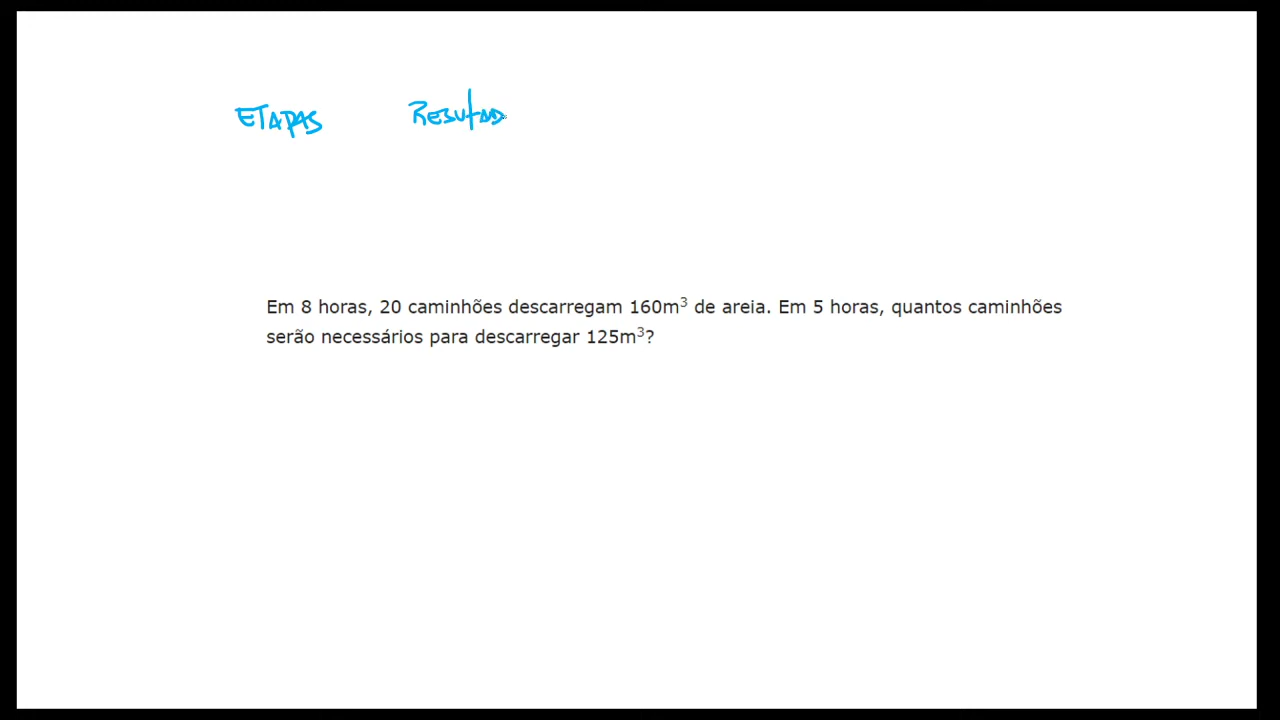 ETAPAS RESUTAD
Em 8 horas, 20 caminhões descarregam 160m³ de areia. Em 5 horas, quantos caminhões
serão necessários para descarregar 125m³?